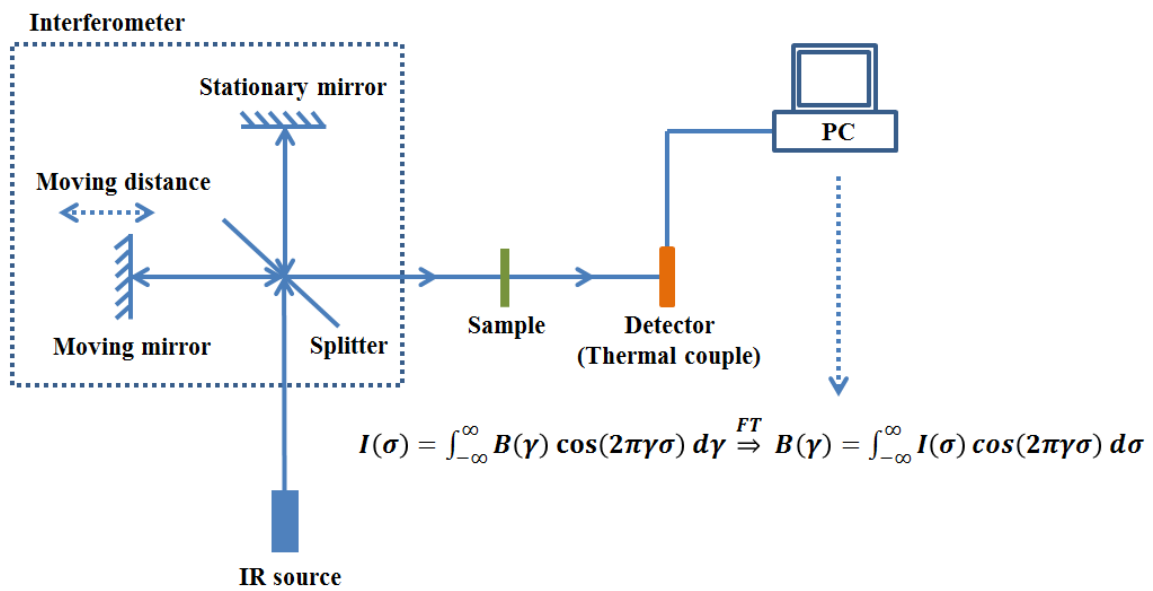 Interferometer
Stationary mirror
PC
Moving distance
Moving mirror
Splitter
Sample
Detector
(Thermal couple)
I(σ) = ∫_{-∞}^{∞} B(γ) cos(2πγσ) dγ \overset{FT}{⇒} B(γ) = ∫_{-∞}^{∞} I(σ) cos(2πγσ) dσ
IR source